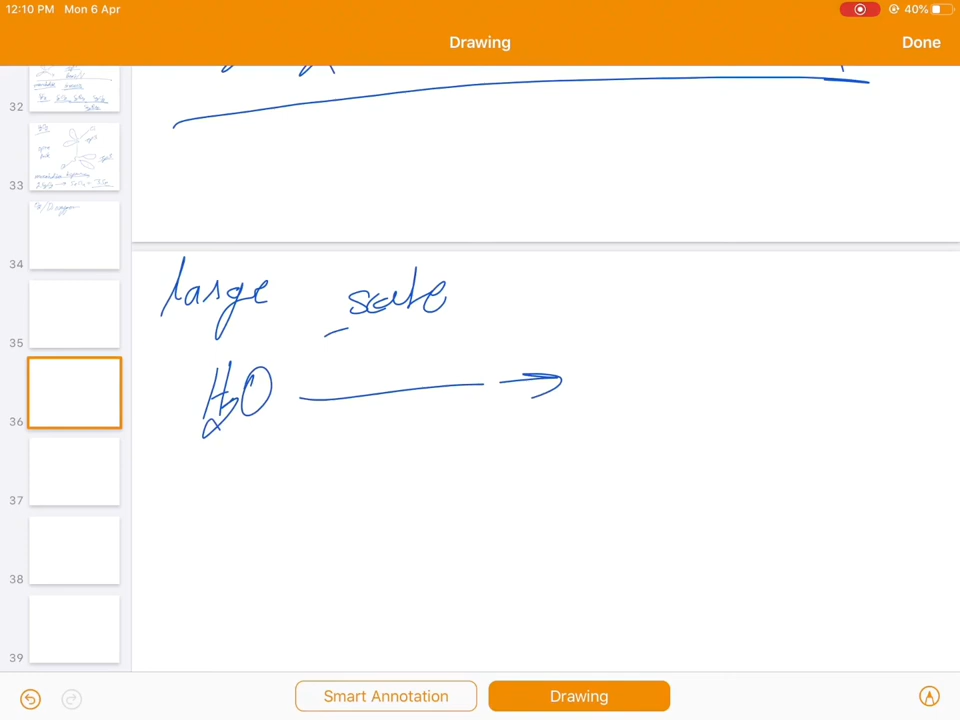 12:10 PM Mon 6 Apr 40%
Drawing Done
32
33
34
35
36
37
38
39
large scale
H2O
Smart Annotation Drawing